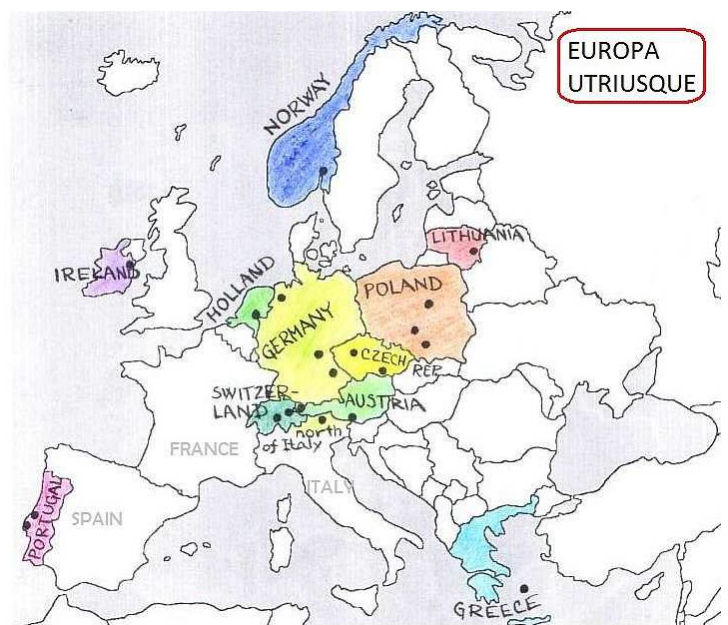 EUROPA
UTRIUSQUE
NORWAY
LITHUANIA
IRELAND
HOLLAND
POLAND
GERMANY
CZECH
REP
SWITZER-
LAND
AUSTRIA
north
of Italy
FRANCE
ITALY
PORTUGAL
SPAIN
GREECE